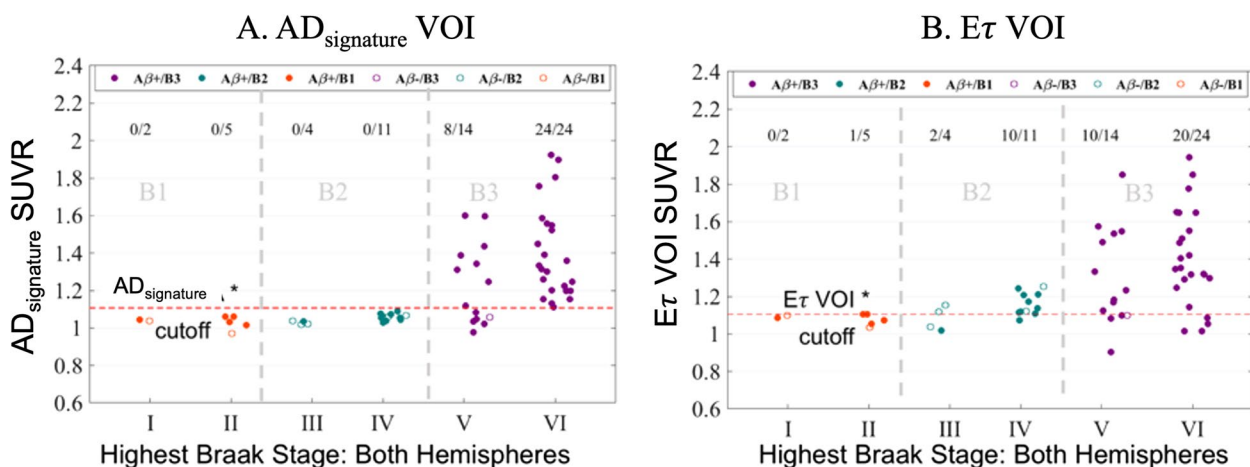 A. ADsignature VOI
2.4
2.2
2
1.8
1.6
1.4
1.2
1
0.8
0.6
ADsignature SUVR
Aβ+/B3 Aβ+/B2 Aβ+/B1 Aβ-/B3 Aβ-/B2 Aβ-/B1
0/2 0/5 0/4 0/11 8/14 24/24
B1 B2 B3
ADsignature *
cutoff
I II III IV V VI
Highest Braak Stage: Both Hemispheres
B. Eτ VOI
2.4
2.2
2
1.8
1.6
1.4
1.2
1
0.8
0.6
Eτ VOI SUVR
Aβ+/B3 Aβ+/B2 Aβ+/B1 Aβ-/B3 Aβ-/B2 Aβ-/B1
0/2 1/5 2/4 10/11 10/14 20/24
B1 B2 B3
Eτ VOI *
cutoff
I II III IV V VI
Highest Braak Stage: Both Hemispheres